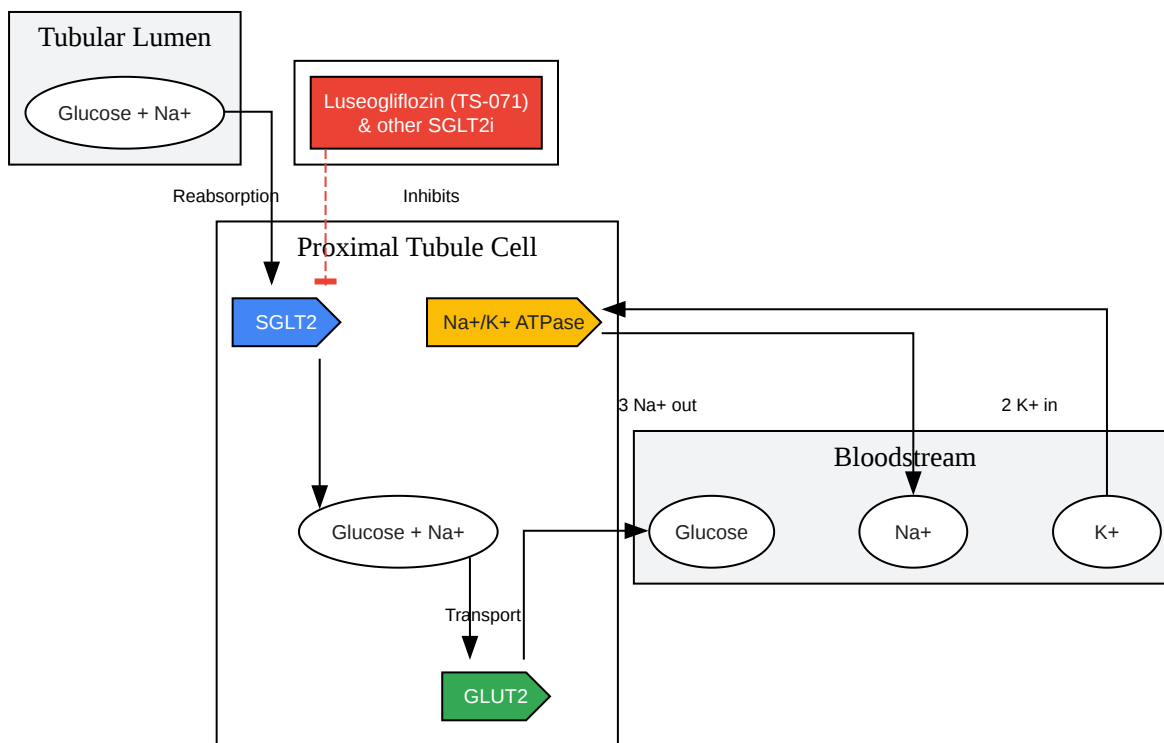 Tubular Lumen
Glucose + Na+
Luseogliflozin (TS-071)
& other SGLT2i
Reabsorption
Inhibits
Proximal Tubule Cell
SGLT2
Na+/K+ ATPase
3 Na+ out
2 K+ in
Bloodstream
Glucose + Na+
Glucose
Na+
K+
Transport
GLUT2